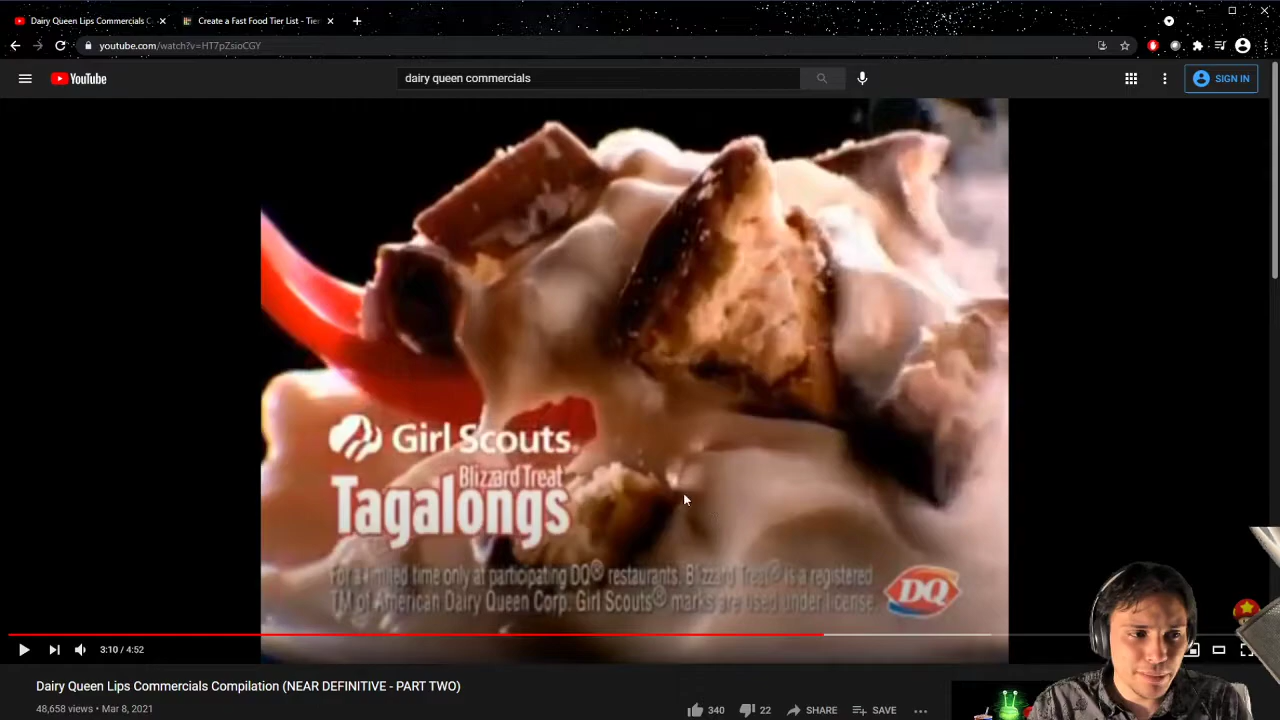 Dairy Queen Lips Commercials C
Create a Fast Food Tier List - Tier
youtube.com/watch?v=HT7pZsioCGY
YouTube
dairy queen commercials
SIGN IN
Girl Scouts
Blizzard Treat
Tagalongs
For a limited time only at participating DQ® restaurants. Blizzard Treat® is a registered
TM of American Dairy Queen Corp. Girl Scouts® marks are used under license.
DQ
3:10 / 4:52
Dairy Queen Lips Commercials Compilation (NEAR DEFINITIVE - PART TWO)
48,658 views • Mar 8, 2021
340
22
SHARE
SAVE